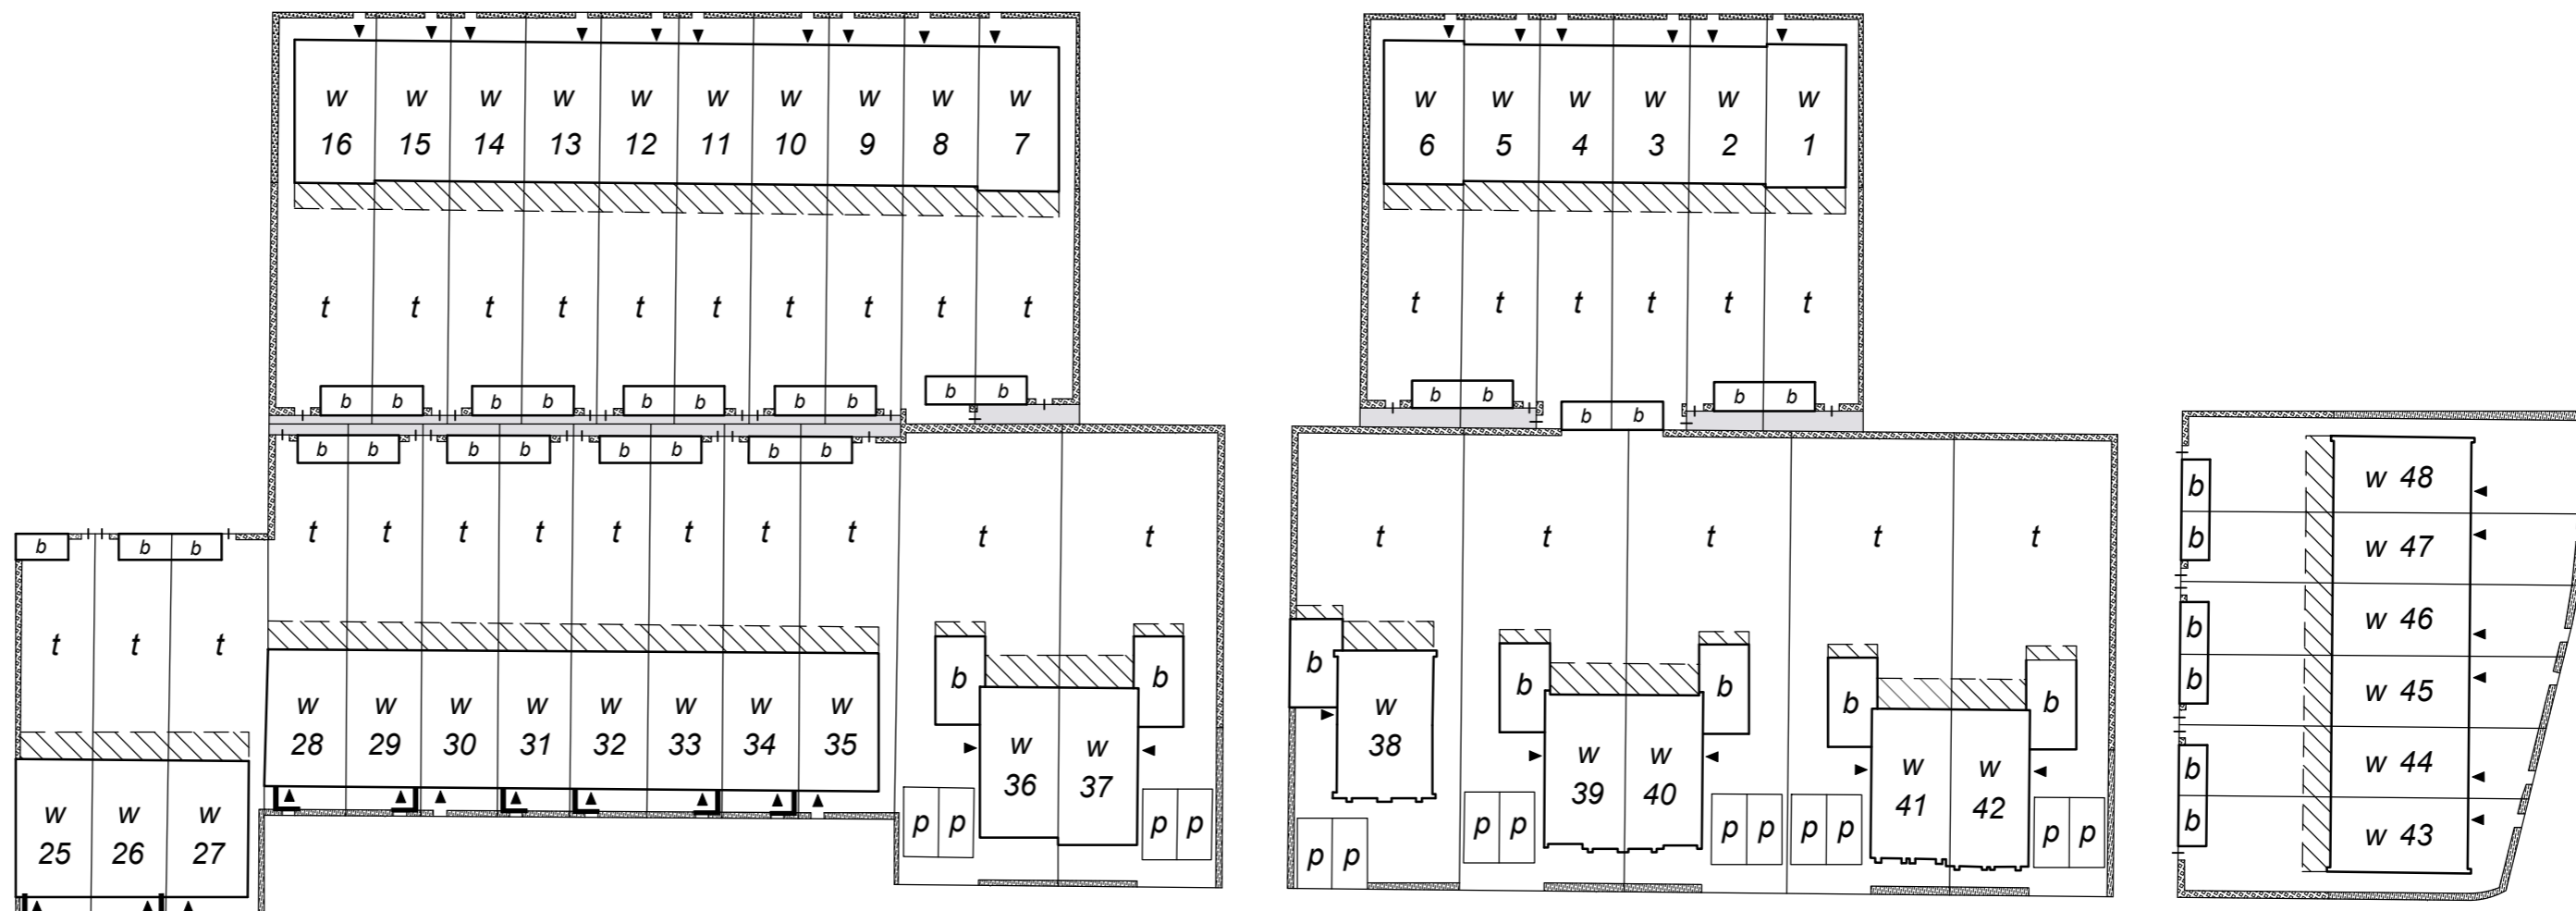 w w w w w w w w w w
16 15 14 13 12 11 10 9 8 7
t t t t t t t t t t
b b b b b b b b b b
b b b b b b b b
t t t t t t t t t t
w w w w w w w w
28 29 30 31 32 33 34 35
b b
w w
36 37
p p p p
b b b
t t t
w w w
25 26 27
w w w w w w
6 5 4 3 2 1
t t t t t t
b b b b b b
t t t t t
b b b b b
w
38
w w
39 40
w w
41 42
p p p p p p p p p p
b w 48
b w 47
b w 46
b w 45
b w 44
b w 43